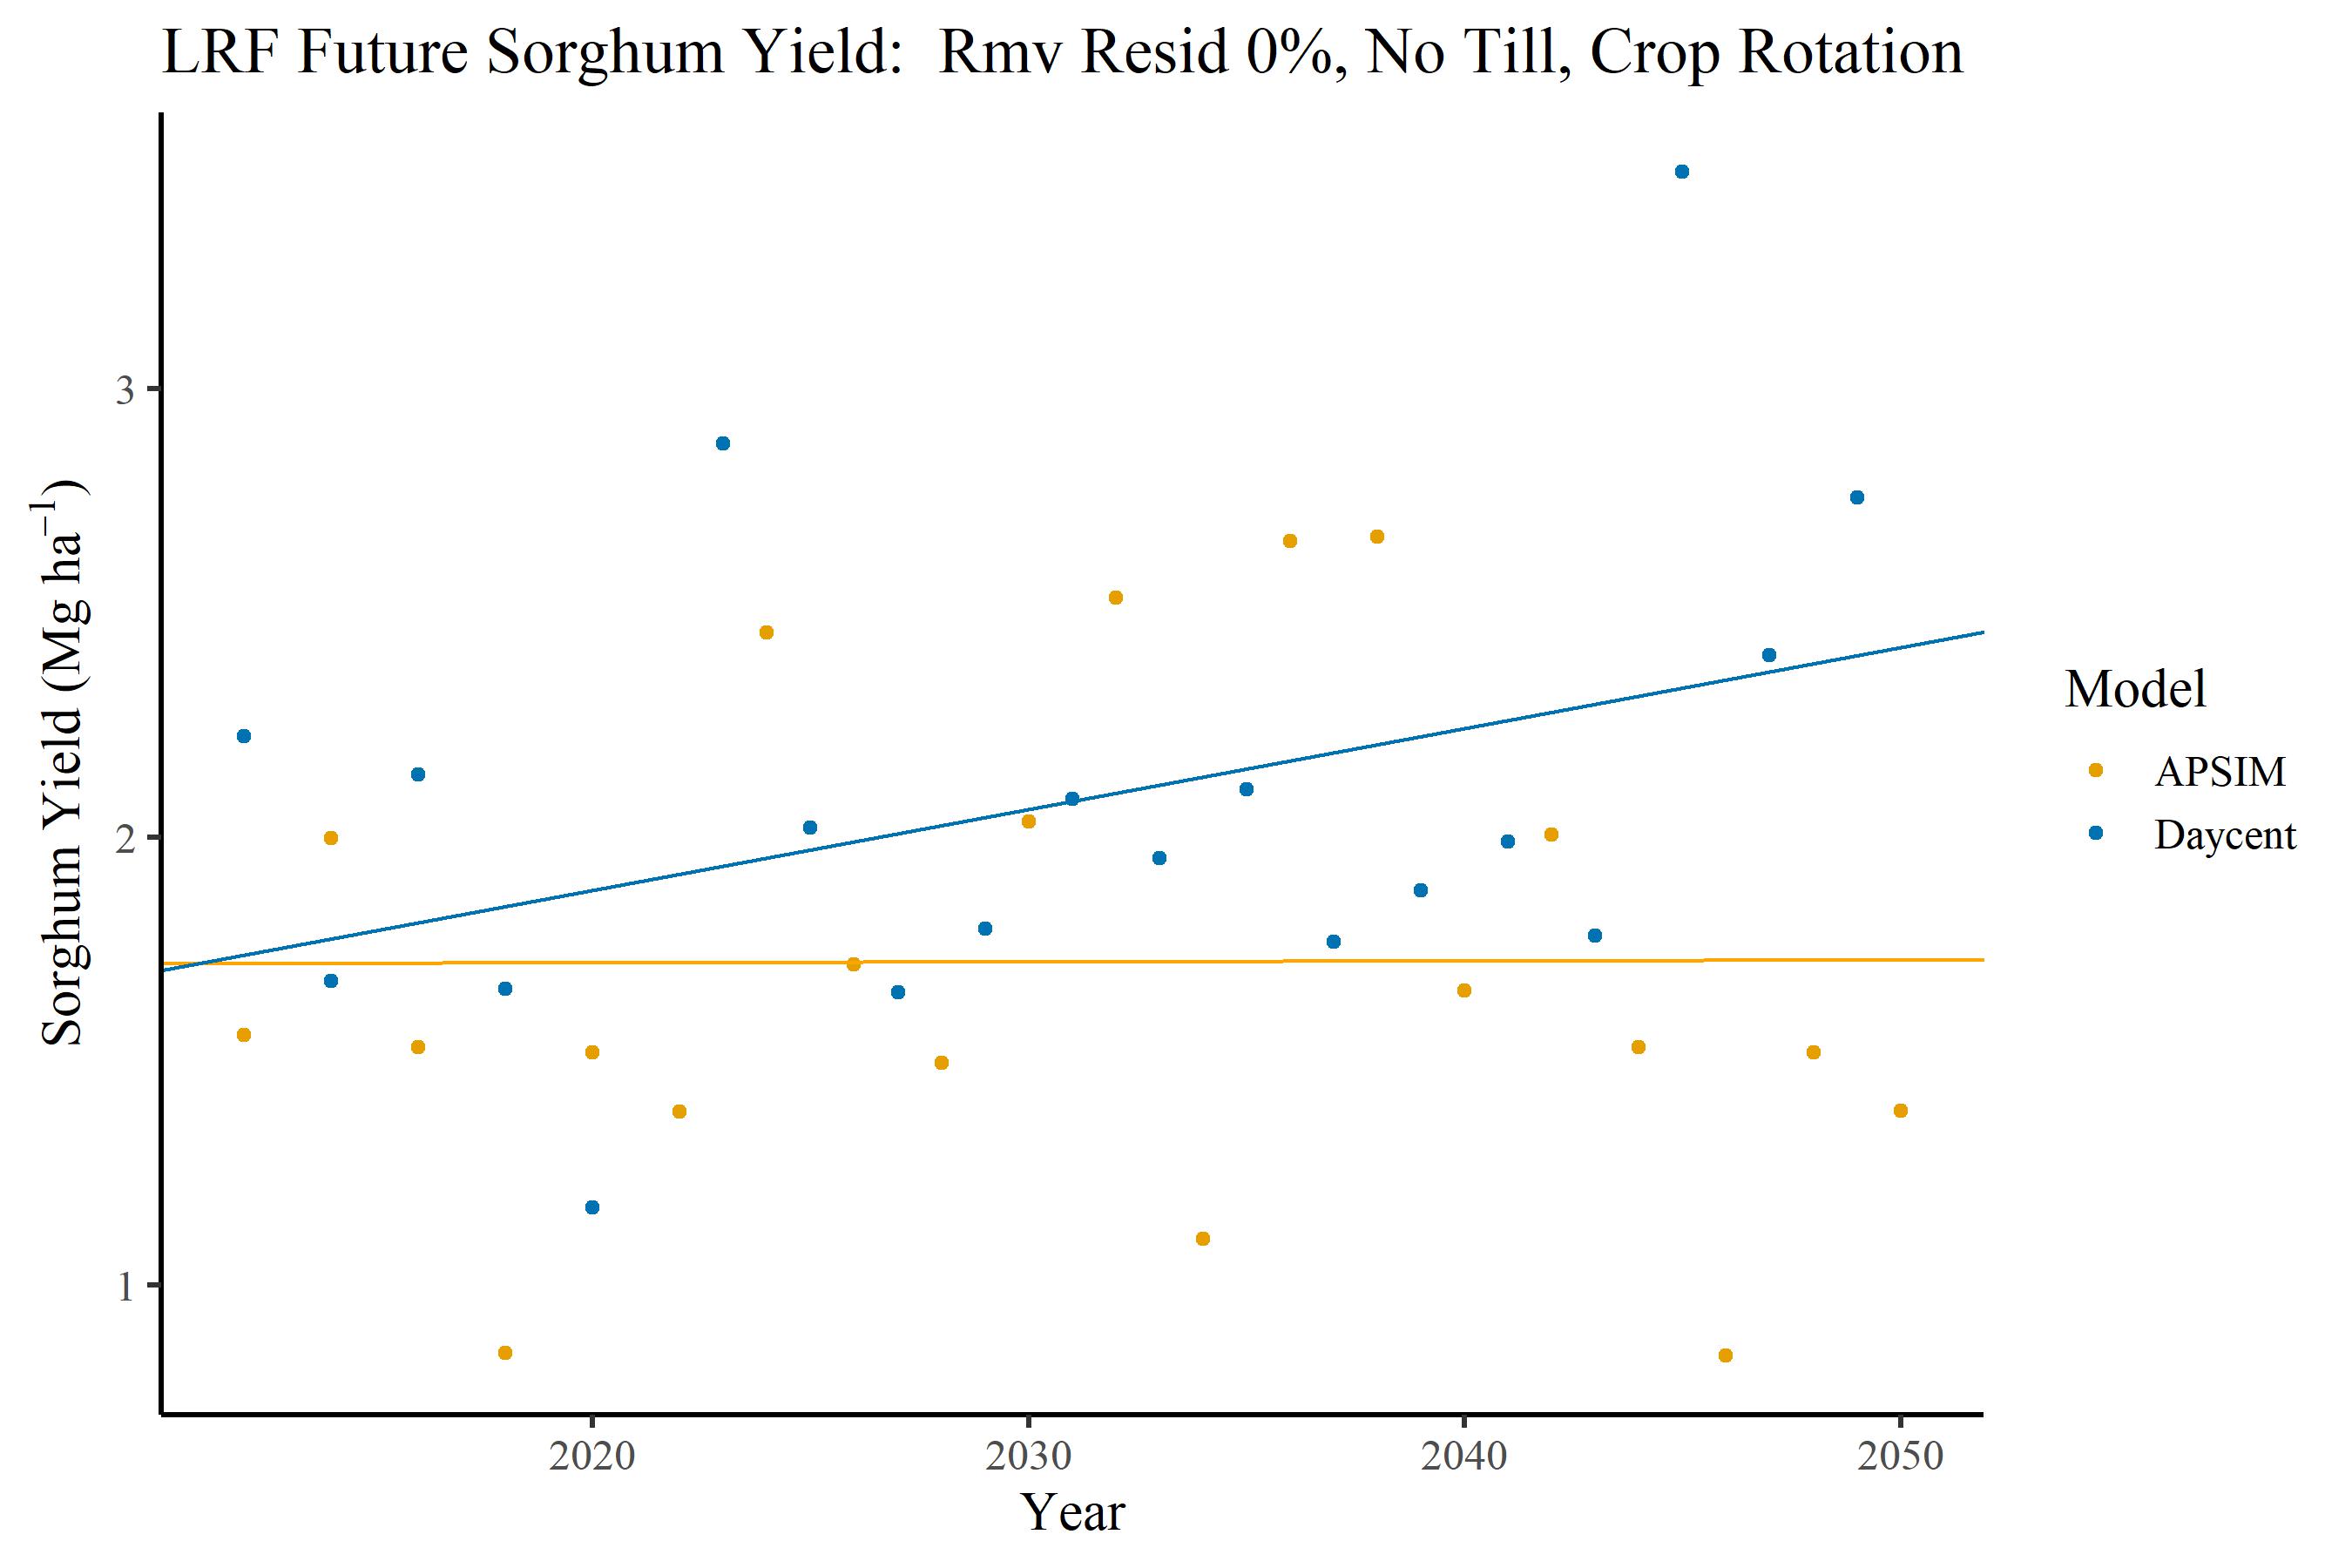 LRF Future Sorghum Yield:  Rmv Resid 0%, No Till, Crop Rotation
Sorghum Yield (Mg ha⁻¹)
3
2
1
2020
2030
2040
2050
Year
Model
APSIM
Daycent